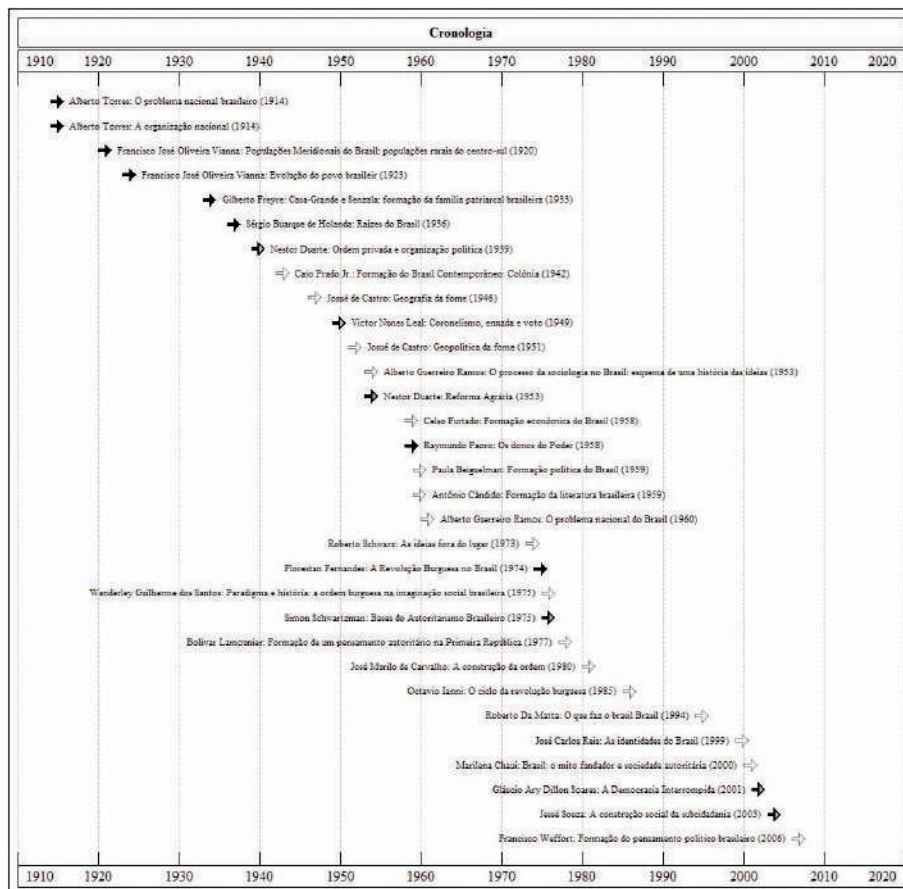 Cronologia
1910 1920 1930 1940 1950 1960 1970 1980 1990 2000 2010 2020
Alberto Torres: O problema nacional brasileiro (1914)
Alberto Torres: A organização nacional (1914)
Francisco José Oliveira Vianna: Populações Meridionais do Brasil: populações rurais do centro-sul (1920)
Francisco José Oliveira Vianna: Evolução do povo brasileir (1923)
Gilberto Freyre: Casa-Grande e Senzala: formação da família patriarcal brasileira (1933)
Sérgio Buarque de Holanda: Raízes do Brasil (1936)
Nestor Duarte: Ordem privada e organização política (1939)
Caio Prado Jr.: Formação do Brasil Contemporâneo: Colônia (1942)
Josué de Castro: Geografia da fome (1946)
Victor Nunes Leal: Coronelismo, enxada e voto (1949)
Josué de Castro: Geopolítica da fome (1951)
Alberto Guerreiro Ramos: O processo da sociologia no Brasil: esquema de uma história das ideias (1953)
Nestor Duarte: Reforma Agrária (1953)
Celso Furtado: Formação econômica do Brasil (1958)
Raymundo Faoro: Os donos do Poder (1958)
Paula Beiguelman: Formação política do Brasil (1959)
Antônio Cândido: Formação da literatura brasileira (1959)
Alberto Guerreiro Ramos: O problema nacional do Brasil (1960)
Roberto Schwarz: As ideias fora do lugar (1973)
Florestan Fernandes: A Revolução Burguesa no Brasil (1974)
Wanderley Guilherme dos Santos: Paradigma e história: a ordem burguesa na imaginação social brasileira (1975)
Simon Schwartzman: Bases do Autoritarismo Brasileiro (1975)
Bolívar Lamounier: Formação de um pensamento autoritário na Primeira República (1977)
José Murilo de Carvalho: A construção da ordem (1980)
Octavio Ianni: O ciclo da revolução burguesa (1985)
Roberto Da Matta: O que faz o brasil Brasil (1994)
José Carlos Reis: As identidades do Brasil (1999)
Marilena Chauí: Brasil: o mito fundador e sociedade autoritária (2000)
Gláucio Ary Dillon Soares: A Democracia Interrompida (2001)
Jessé Souza: A construção social da subcidadania (2003)
Francisco Weffort: Formação do pensamento político brasileiro (2006)
1910 1920 1930 1940 1950 1960 1970 1980 1990 2000 2010 2020